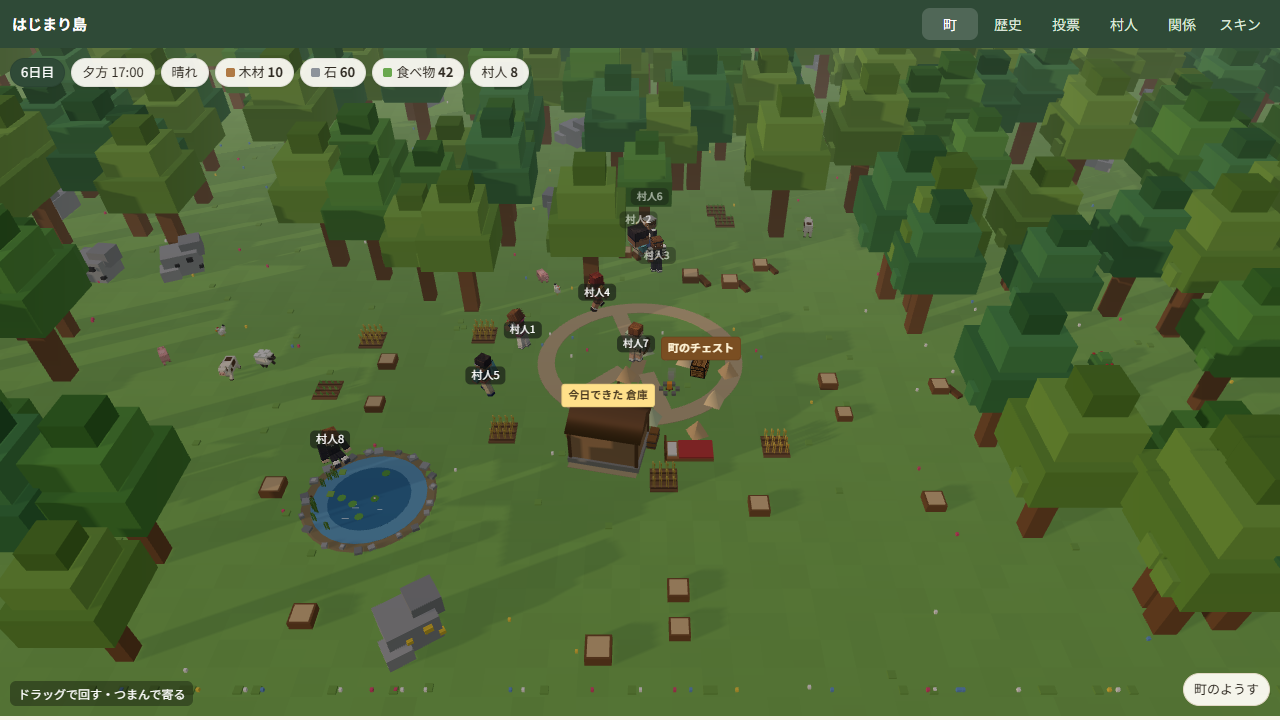 はじまり島
町 歴史 投票 村人 関係 スキン
6日目 夕方 17:00 晴れ 木材 10 石 60 食べ物 42 村人 8
村人6
村人2
村人3
村人4
村人1
村人7
町のチェスト
村人5
今日できた 倉庫
村人8
ドラッグで回す・つまんで寄る
町のようす